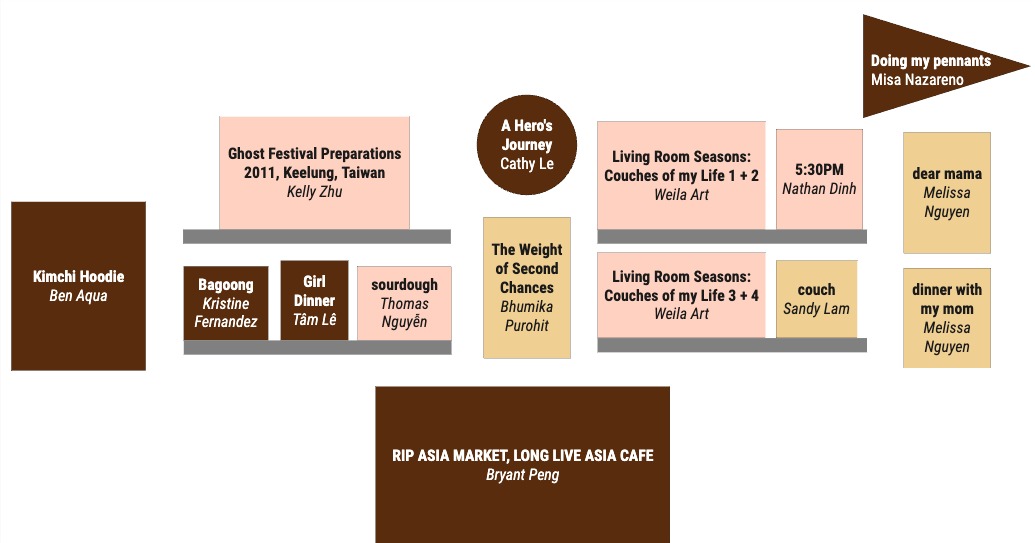 Doing my pennants
Misa Nazareno
A Hero's
Journey
Cathy Le
Ghost Festival Preparations
2011, Keelung, Taiwan
Kelly Zhu
Living Room Seasons:
Couches of my Life 1 + 2
Weila Art
5:30PM
Nathan Dinh
dear mama
Melissa
Nguyen
Kimchi Hoodie
Ben Aqua
Bagoong
Kristine
Fernandez
Girl
Dinner
Tâm Lê
sourdough
Thomas
Nguyễn
The Weight
of Second
Chances
Bhumika
Purohit
Living Room Seasons:
Couches of my Life 3 + 4
Weila Art
couch
Sandy Lam
dinner with
my mom
Melissa
Nguyen
RIP ASIA MARKET, LONG LIVE ASIA CAFE
Bryant Peng